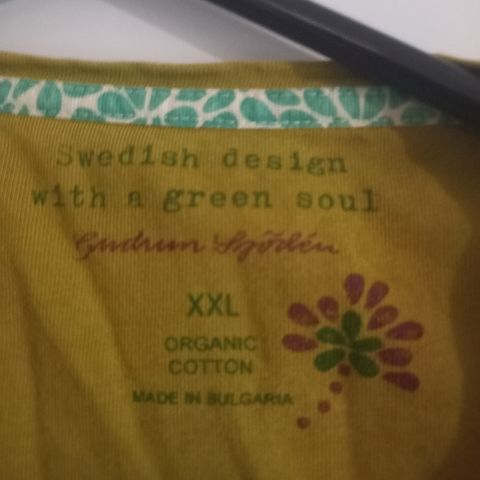 Swedish design
with a green soul
Gudrun Sjödén
XXL
ORGANIC
COTTON
MADE IN BULGARIA